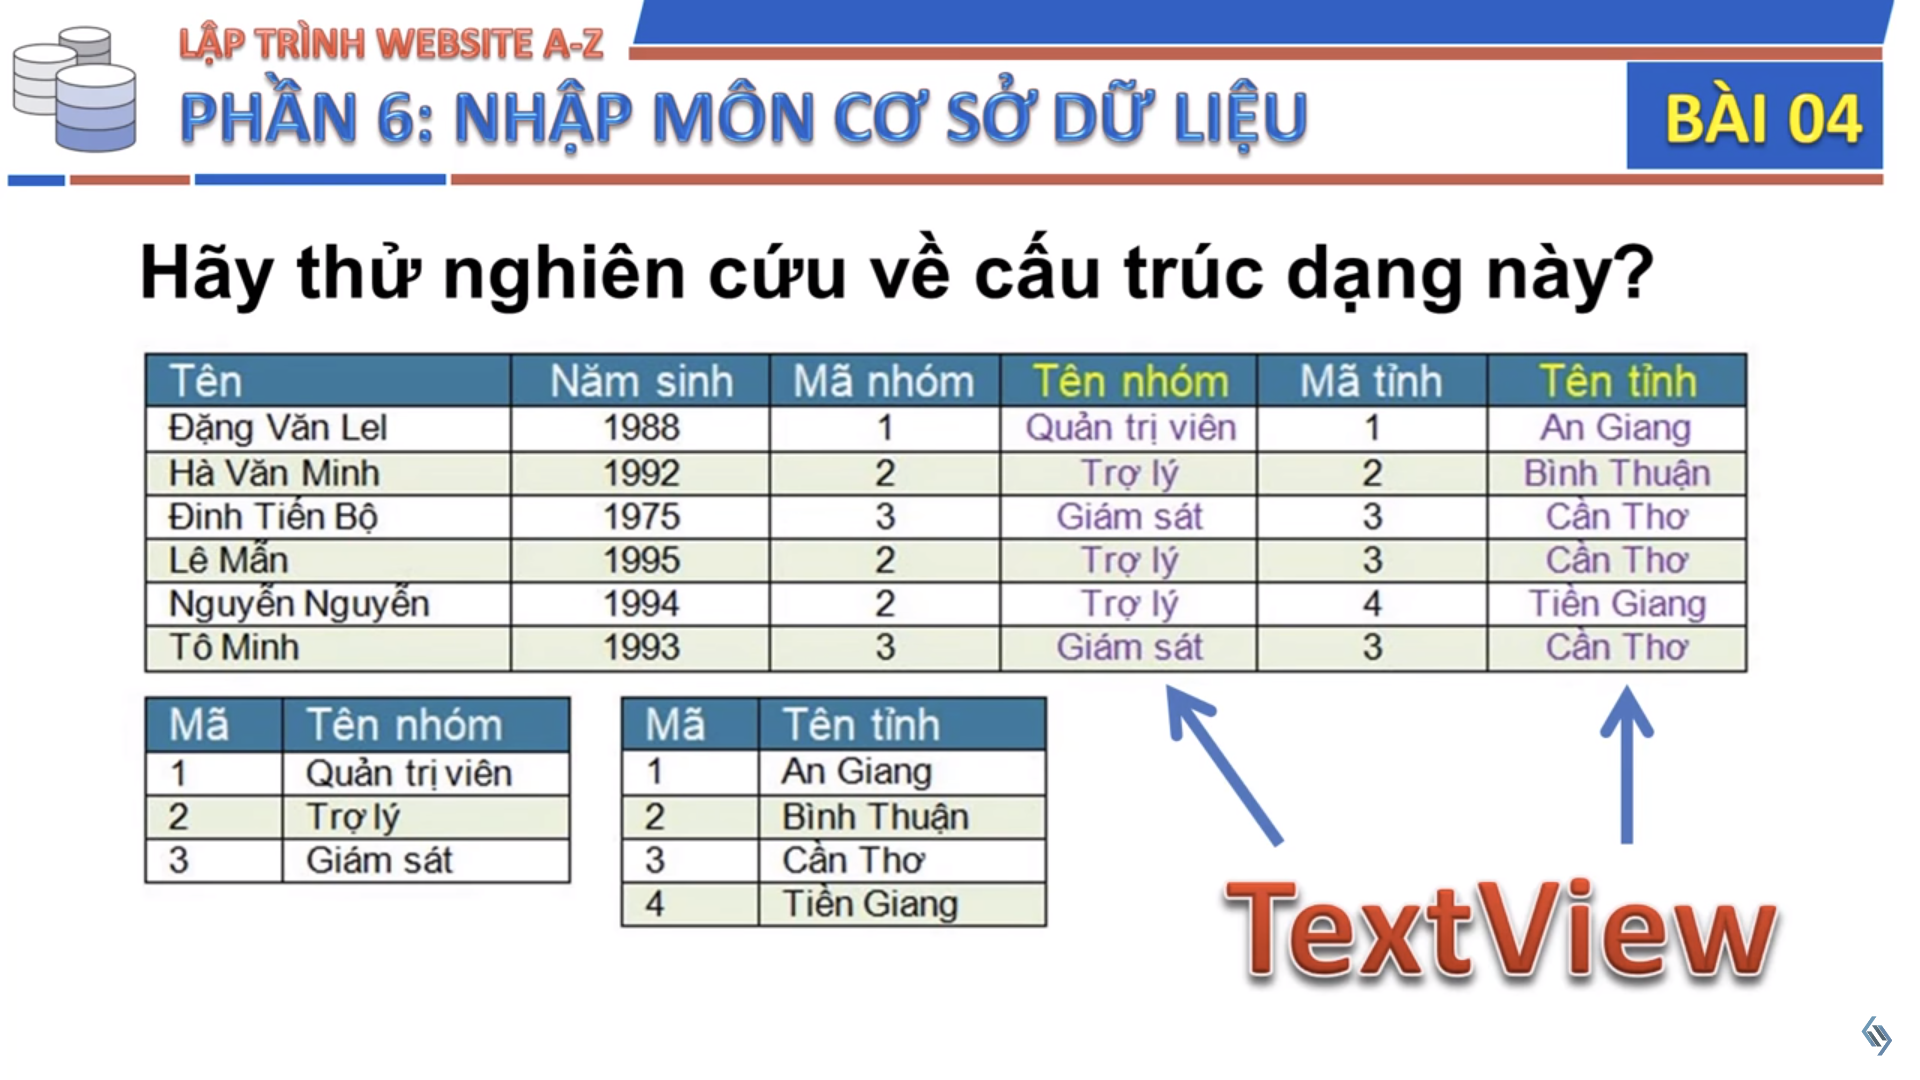 LẬP TRÌNH WEBSITE A-Z
PHẦN 6: NHẬP MÔN CƠ SỞ DỮ LIỆU
BÀI 04
Hãy thử nghiên cứu về cấu trúc dạng này?
Tên Năm sinh Mã nhóm Tên nhóm Mã tỉnh Tên tỉnh
Đặng Văn Lel 1988 1 Quản trị viên 1 An Giang
Hà Văn Minh 1992 2 Trợ lý 2 Bình Thuận
Đinh Tiến Bộ 1975 3 Giám sát 3 Cần Thơ
Lê Mẫn 1995 2 Trợ lý 3 Cần Thơ
Nguyễn Nguyễn 1994 2 Trợ lý 4 Tiền Giang
Tô Minh 1993 3 Giám sát 3 Cần Thơ
Mã Tên nhóm
1 Quản trị viên
2 Trợ lý
3 Giám sát
Mã Tên tỉnh
1 An Giang
2 Bình Thuận
3 Cần Thơ
4 Tiền Giang
TextView